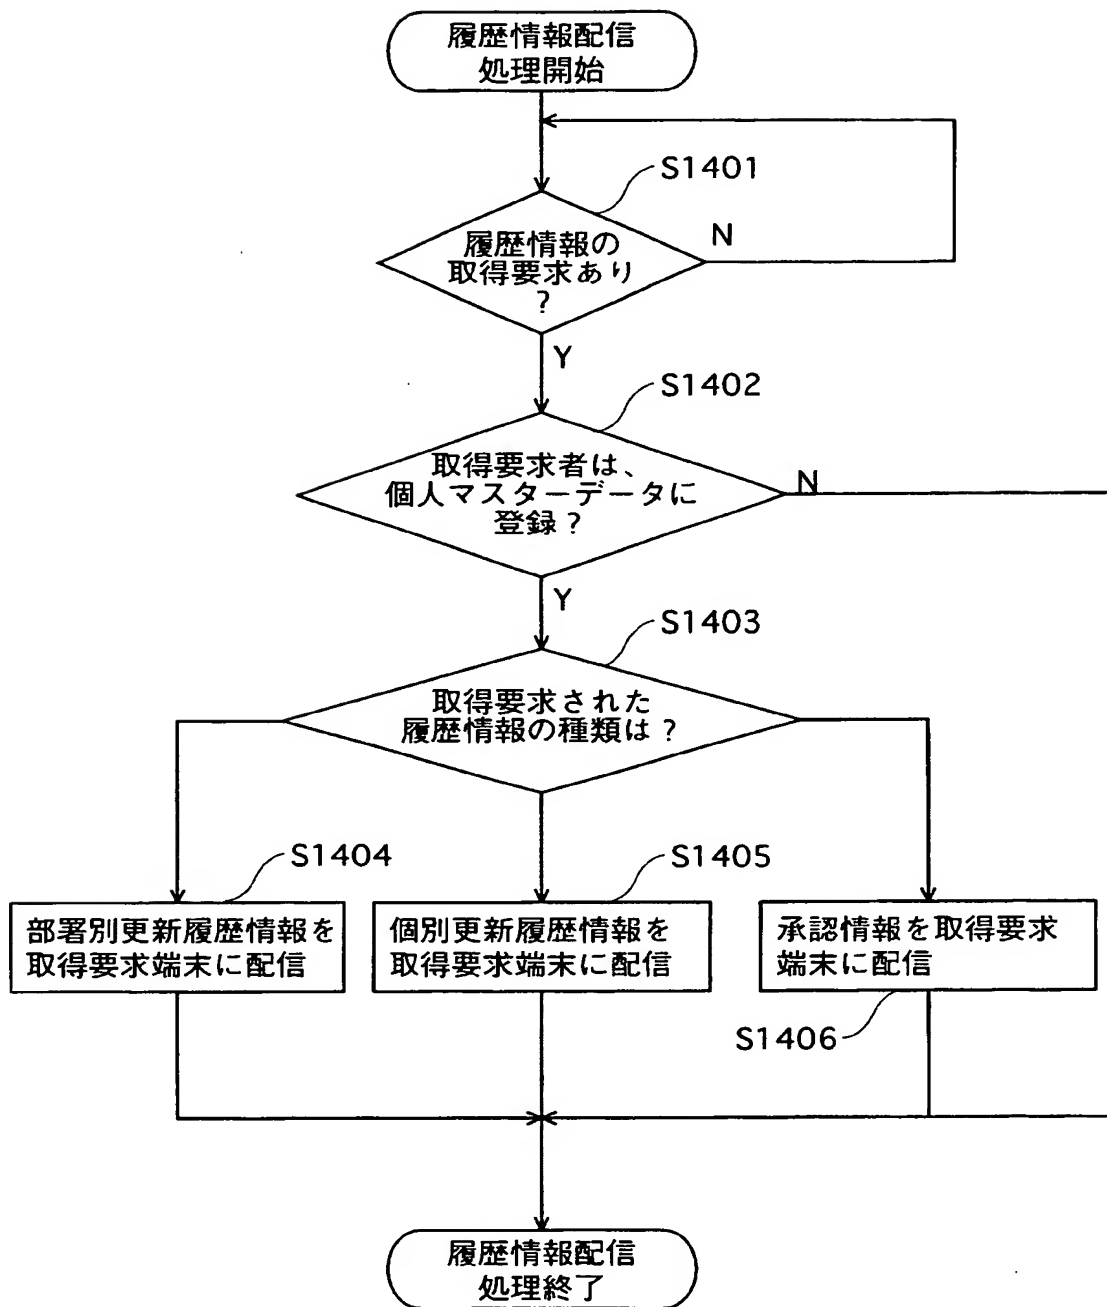 履歴情報配信
処理開始
S1401
履歴情報の
取得要求あり
?
N
Y
S1402
取得要求者は、
個人マスターデータに
登録?
N
Y
S1403
取得要求された
履歴情報の種類は?
S1404
部署別更新履歴情報を
取得要求端末に配信
S1405
個別更新履歴情報を
取得要求端末に配信
承認情報を取得要求
端末に配信
S1406
履歴情報配信
処理終了